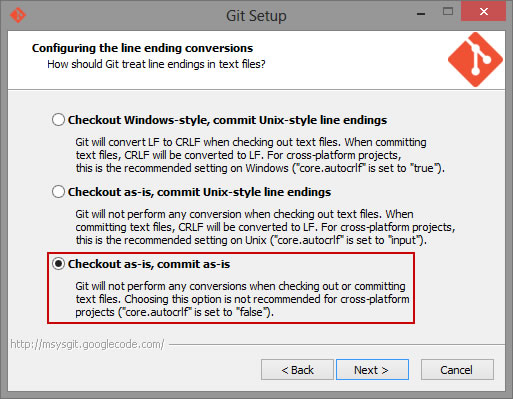 Git Setup
Configuring the line ending conversions
How should Git treat line endings in text files?
Checkout Windows-style, commit Unix-style line endings
Git will convert LF to CRLF when checking out text files. When committing
text files, CRLF will be converted to LF. For cross-platform projects,
this is the recommended setting on Windows ("core.autocrlf" is set to "true").
Checkout as-is, commit Unix-style line endings
Git will not perform any conversion when checking out text files. When
committing text files, CRLF will be converted to LF. For cross-platform projects,
this is the recommended setting on Unix ("core.autocrlf" is set to "input").
Checkout as-is, commit as-is
Git will not perform any conversions when checking out or committing
text files. Choosing this option is not recommended for cross-platform
projects ("core.autocrlf" is set to "false").
http://msysgit.googlecode.com/
< Back
Next >
Cancel